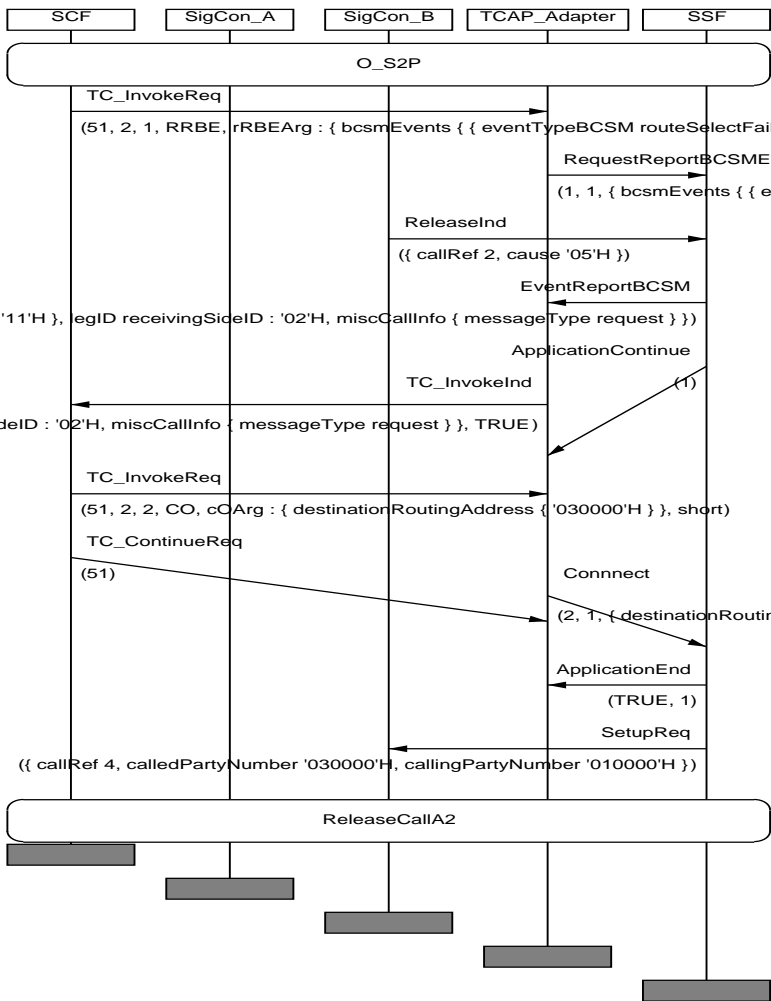 SCF SigCon_A SigCon_B TCAP_Adapter SSF
O_S2P
TC_InvokeReq
(51, 2, 1, RRBE, rRBEArg : { bcsmEvents { { eventTypeBCSM routeSelectFai
RequestReportBCSME
(1, 1, { bcsmEvents { { e
ReleaseInd
({ callRef 2, cause '05'H })
EventReportBCSM
'11'H }, legID receivingSideID : '02'H, miscCallInfo { messageType request } })
ApplicationContinue
(1)
TC_InvokeInd
deID : '02'H, miscCallInfo { messageType request } }, TRUE)
TC_InvokeReq
(51, 2, 2, CO, cOArg : { destinationRoutingAddress { '030000'H } }, short)
TC_ContinueReq
(51)
Connnect
(2, 1, { destinationRoutin
ApplicationEnd
(TRUE, 1)
SetupReq
({ callRef 4, calledPartyNumber '030000'H, callingPartyNumber '010000'H })
ReleaseCallA2